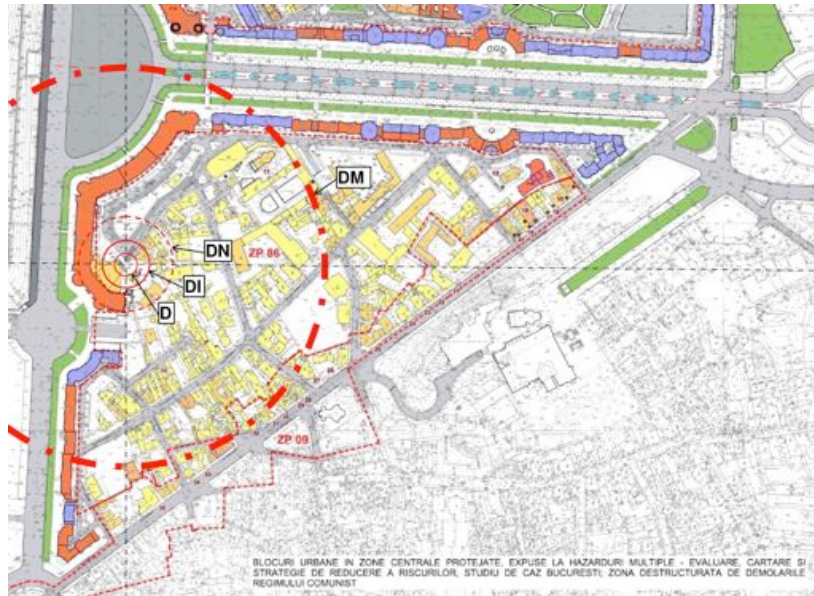 DM
DN
ZP 86
DI
D
ZP 09
BLOCURI URBANE IN ZONE CENTRALE PROTEJATE, EXPUSE LA HAZARDURI MULTIPLE - EVALUARE, CARTARE SI
STRATEGIE DE REDUCERE A RISCURILOR, STUDIU DE CAZ BUCURESTI; ZONA DESTRUCTURATA DE DEMOLARILE
REGIMULUI COMUNIST